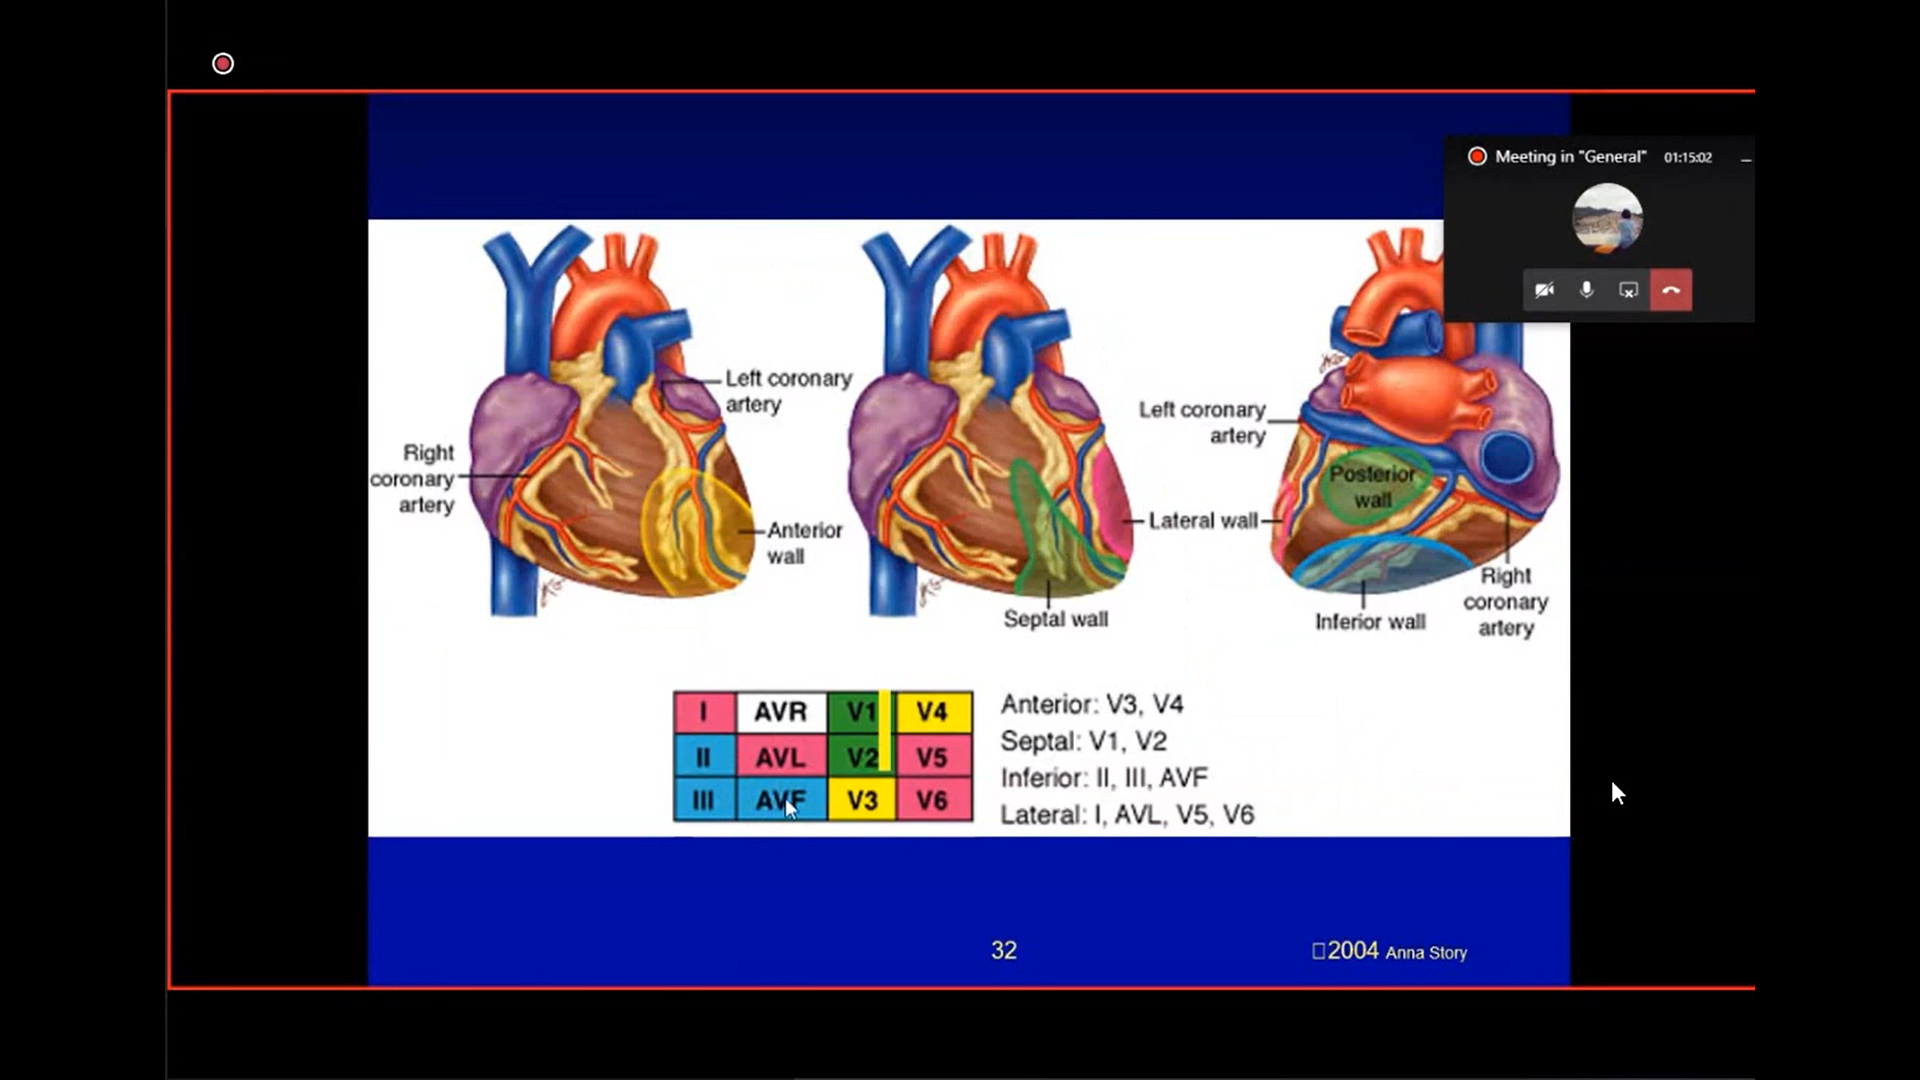 Meeting in "General" 01:15:02
Left coronary
artery
Right
coronary
artery
Anterior
wall
Septal wall
Left coronary
artery
Lateral wall
Posterior
wall
Inferior wall
Right
coronary
artery
I AVR V1 V4
II AVL V2 V5
III AVF V3 V6
Anterior: V3, V4
Septal: V1, V2
Inferior: II, III, AVF
Lateral: I, AVL, V5, V6
32
2004 Anna Story